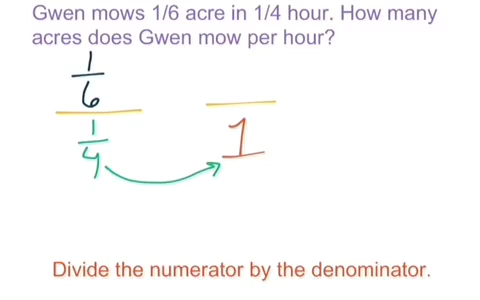 Gwen mows 1/6 acre in 1/4 hour. How many
acres does Gwen mow per hour?
1
6
1
4
1
Divide the numerator by the denominator.